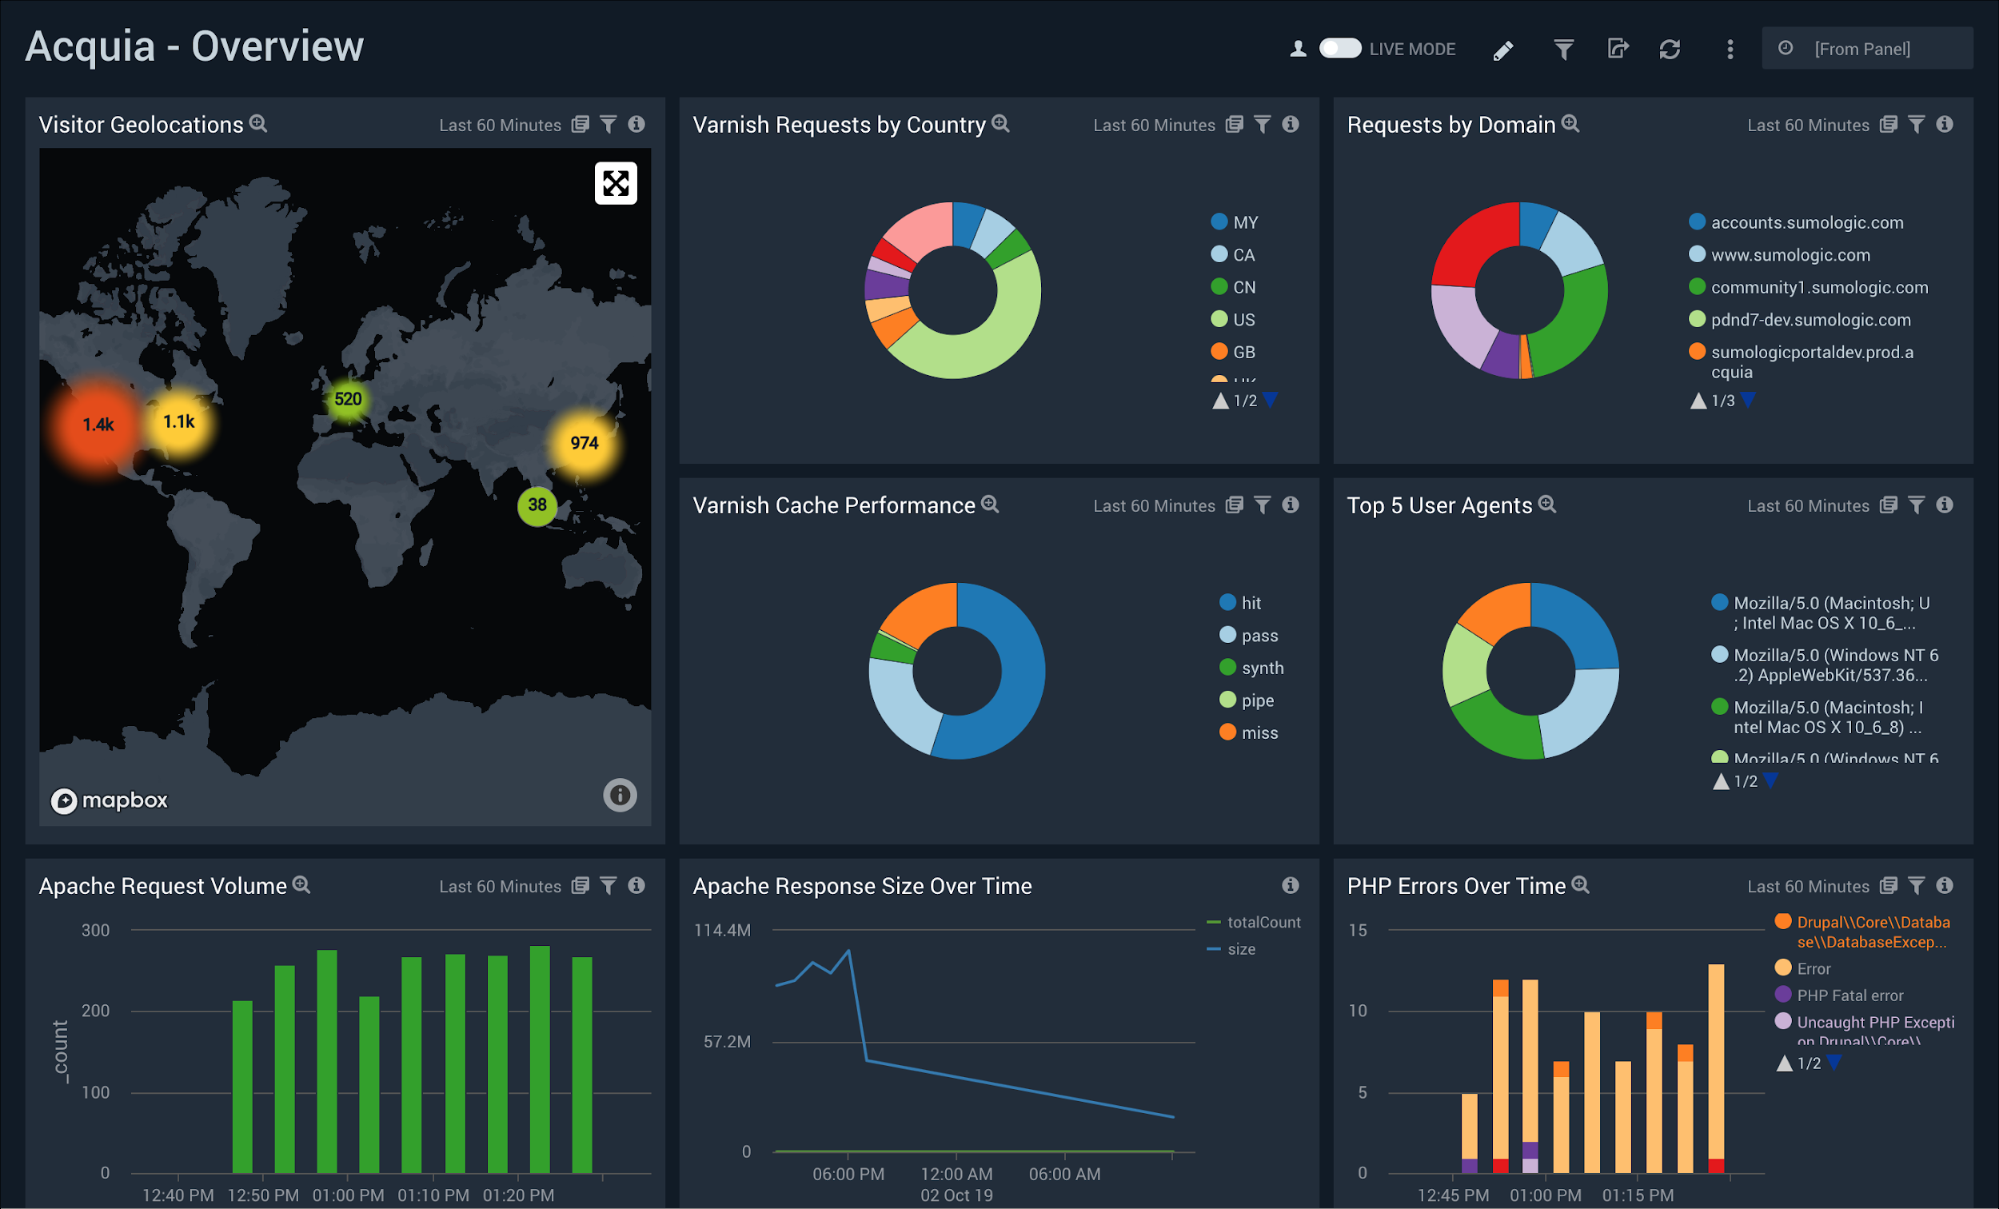 Acquia - Overview
LIVE MODE
[From Panel]
Visitor Geolocations
Last 60 Minutes
1.4k
1.1k
520
974
38
mapbox
Varnish Requests by Country
Last 60 Minutes
MY
CA
CN
US
GB
1/2
Requests by Domain
Last 60 Minutes
accounts.sumologic.com
www.sumologic.com
community1.sumologic.com
pdnd7-dev.sumologic.com
sumologicportaldev.prod.a
cquia
1/3
Varnish Cache Performance
Last 60 Minutes
hit
pass
synth
pipe
miss
Top 5 User Agents
Last 60 Minutes
Mozilla/5.0 (Macintosh; U
; Intel Mac OS X 10_6_...
Mozilla/5.0 (Windows NT 6
.2) AppleWebKit/537.36...
Mozilla/5.0 (Macintosh; I
ntel Mac OS X 10_6_8) ...
Mozilla/5.0 (Windows NT 6
1/2
Apache Request Volume
Last 60 Minutes
_count
300
200
100
0
12:40 PM 12:50 PM 01:00 PM 01:10 PM 01:20 PM
Apache Response Size Over Time
114.4M
57.2M
0
totalCount
size
06:00 PM 12:00 AM 06:00 AM
02 Oct 19
PHP Errors Over Time
Last 60 Minutes
15
10
5
0
Drupal\\Core\\Databa
se\\DatabaseExcep...
Error
PHP Fatal error
Uncaught PHP Excepti
on Drupal\\Core\\
1/2
12:45 PM 01:00 PM 01:15 PM